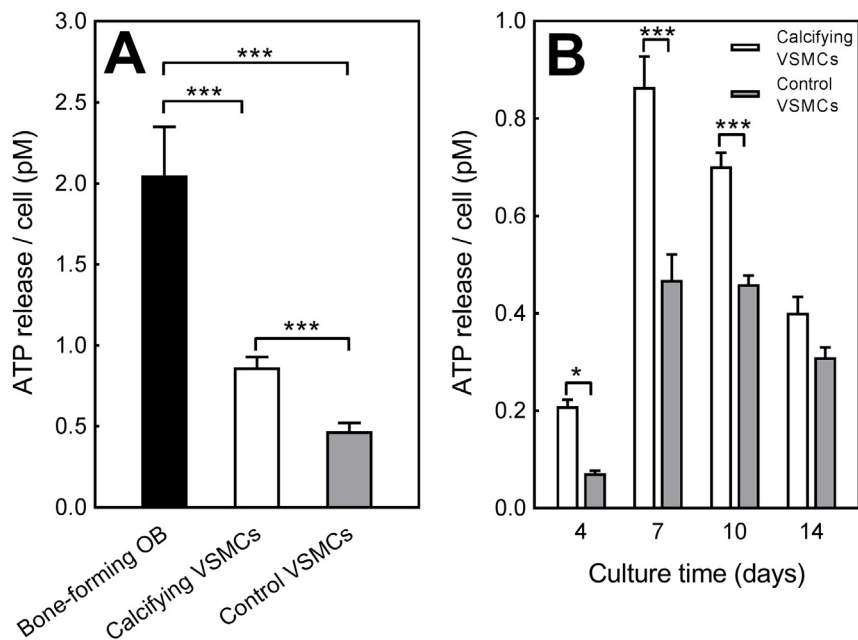 A
ATP release / cell (pM)
3.0
2.5
2.0
1.5
1.0
0.5
0.0
***
***
***
Bone-forming OB
Calcifying VSMCs
Control VSMCs
B
ATP release / cell (pM)
1.0
0.8
0.6
0.4
0.2
0
*
***
***
Calcifying
VSMCs
Control
VSMCs
4
7
10
14
Culture time (days)